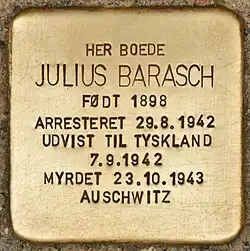 HER BOEDE
JULIUS BARASCH
FØDT 1898
ARRESTERET 29.8.1942
UDVIST TIL TYSKLAND
7.9.1942
MYRDET 23.10.1943
AUSCHWITZ